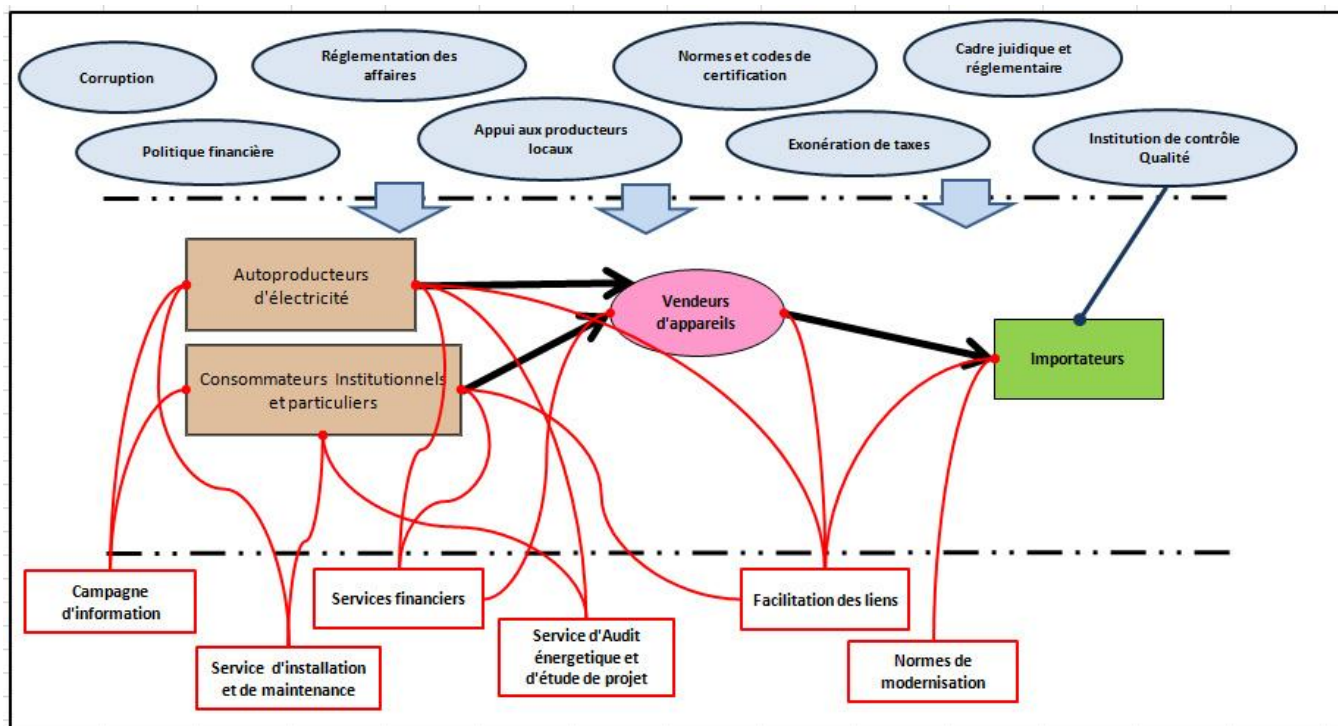 Corruption
Réglementation des
affaires
Normes et codes de
certification
Cadre juidique et
réglementaire
Politique financière
Appui aux producteurs
locaux
Exonération de taxes
Institution de contrôle
Qualité
Autoproducteurs
d'électricité
Vendeurs
d'appareils
Importateurs
Consommateurs Institutionnels
et particuliers
Campagne
d'information
Services financiers
Facilitation des liens
Service d'installation
et de maintenance
Service d'Audit
énergetique et
d'étude de projet
Normes de
modernisation